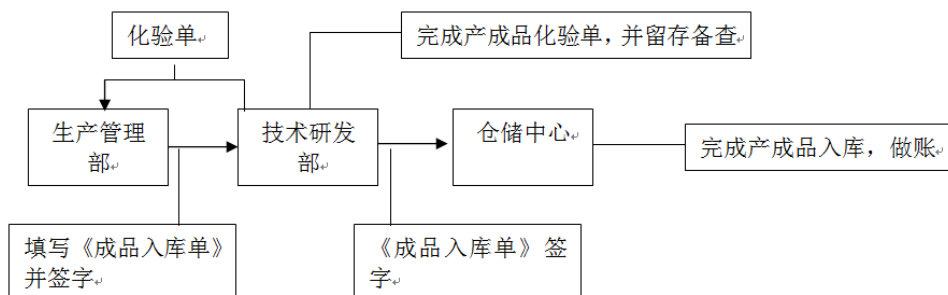 化验单
完成产成品化验单，并留存备查
生产管理
部
技术研发
部
仓储中心
完成产成品入库，做账
填写《成品入库单》
并签字
《成品入库单》签
字